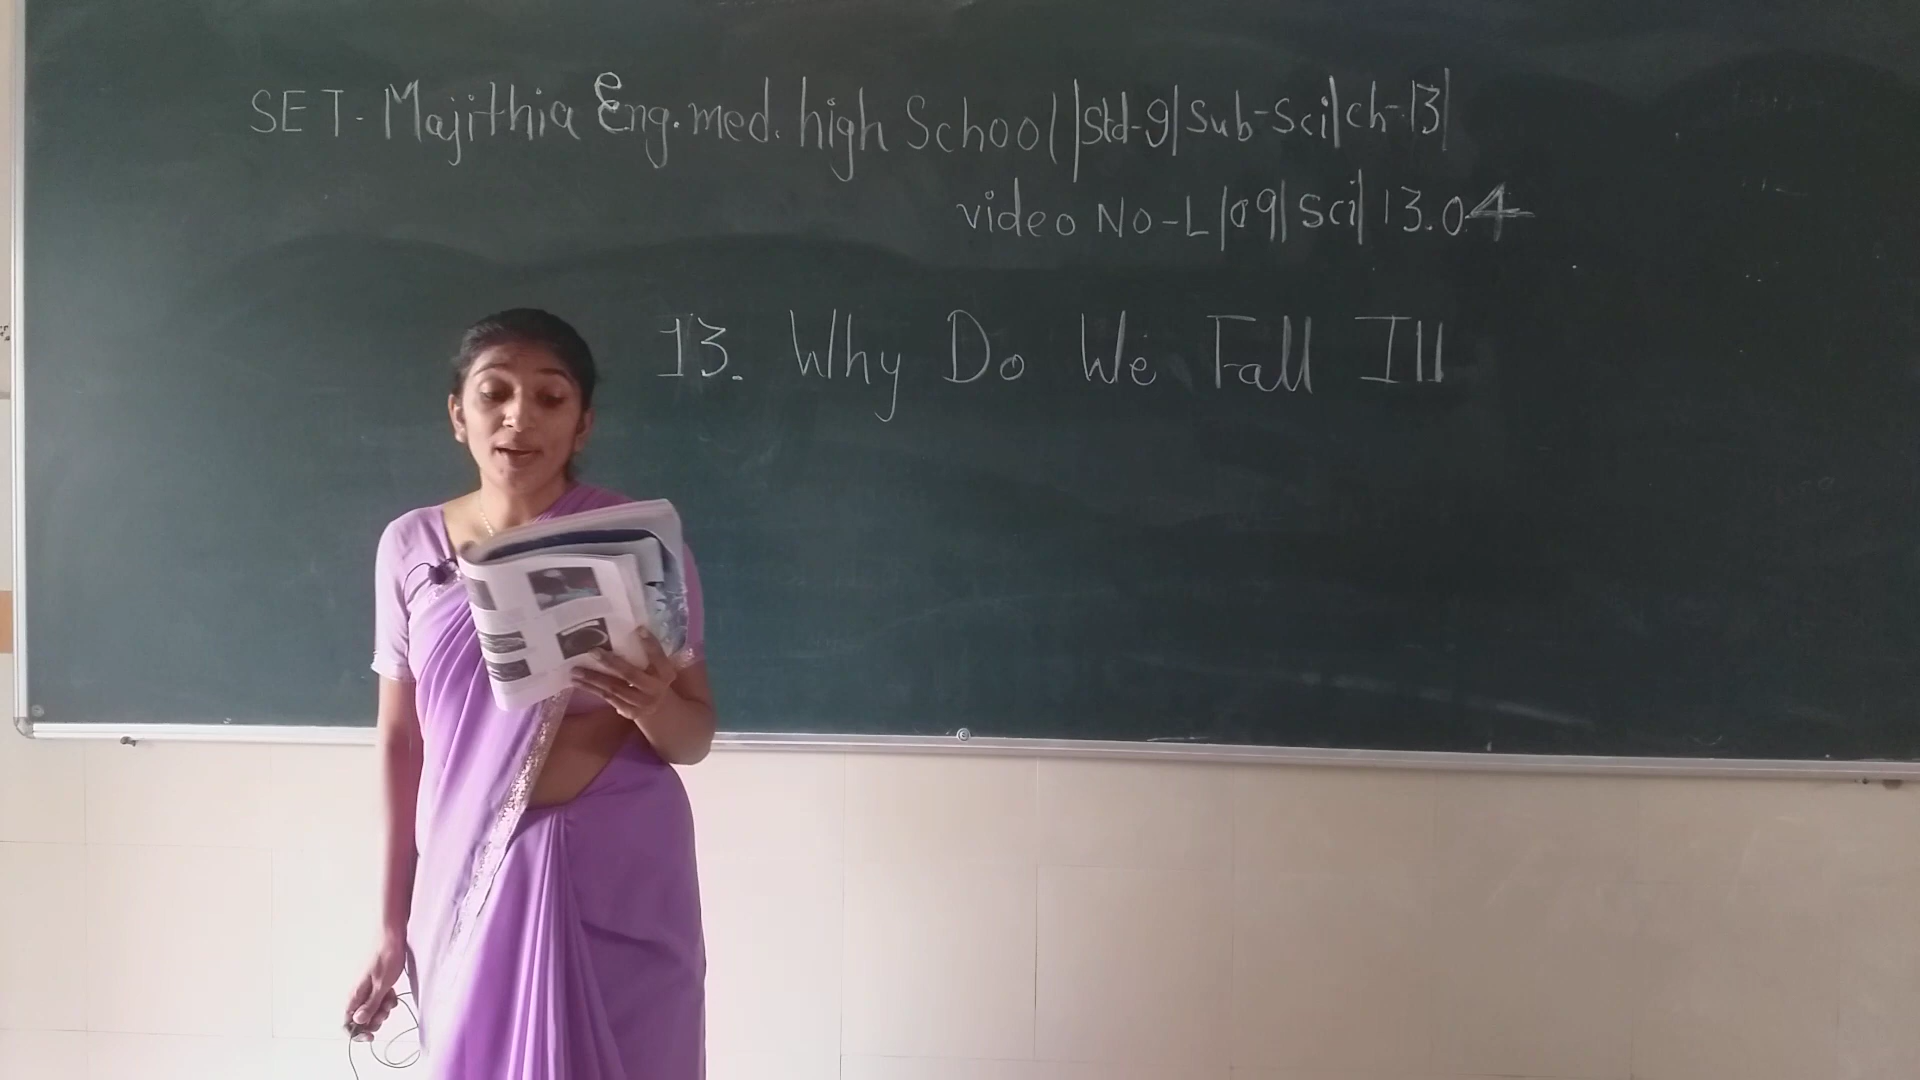 SET. Majithia Eng.med. high School |Std-9| Sub-Sci| ch-13|
video No-L |09| Sci| 13.04
13. Why Do We Fall Ill